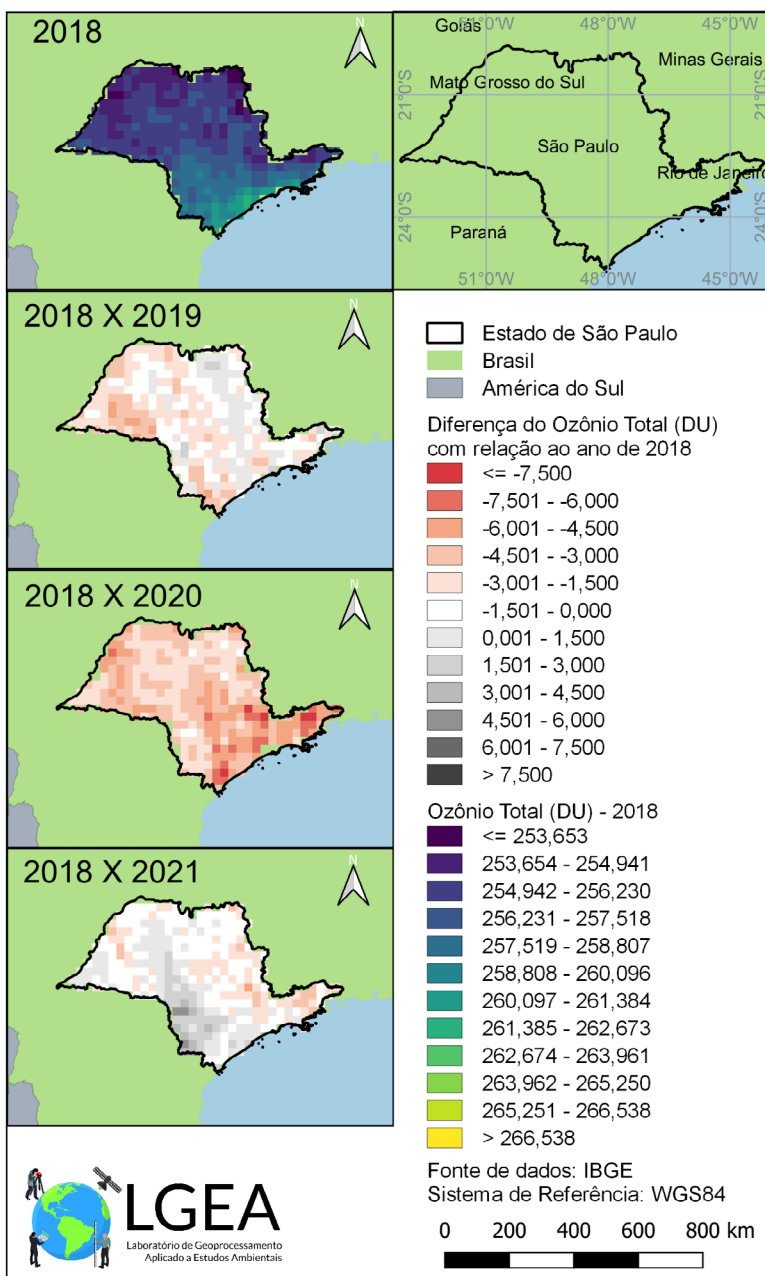 2018
N
Goiás
51°0'W
48°0'W
45°0'W
Minas Gerais
Mato Grosso do Sul
21°0'S
São Paulo
Rio de Janeiro
24°0'S
Paraná
51°0'W
48°0'W
45°0'W
2018 X 2019
N
Estado de São Paulo
Brasil
América do Sul
Diferença do Ozônio Total (DU)
com relação ao ano de 2018
<= -7,500
-7,501 - -6,000
-6,001 - -4,500
-4,501 - -3,000
-3,001 - -1,500
-1,501 - 0,000
0,001 - 1,500
1,501 - 3,000
3,001 - 4,500
4,501 - 6,000
6,001 - 7,500
> 7,500
2018 X 2020
N
Ozônio Total (DU) - 2018
<= 253,653
253,654 - 254,941
254,942 - 256,230
256,231 - 257,518
257,519 - 258,807
258,808 - 260,096
260,097 - 261,384
261,385 - 262,673
262,674 - 263,961
263,962 - 265,250
265,251 - 266,538
> 266,538
2018 X 2021
N
Fonte de dados: IBGE
Sistema de Referência: WGS84
0 200 400 600 800 km
LGEA
Laboratório de Geoprocessamento
Aplicado a Estudos Ambientais